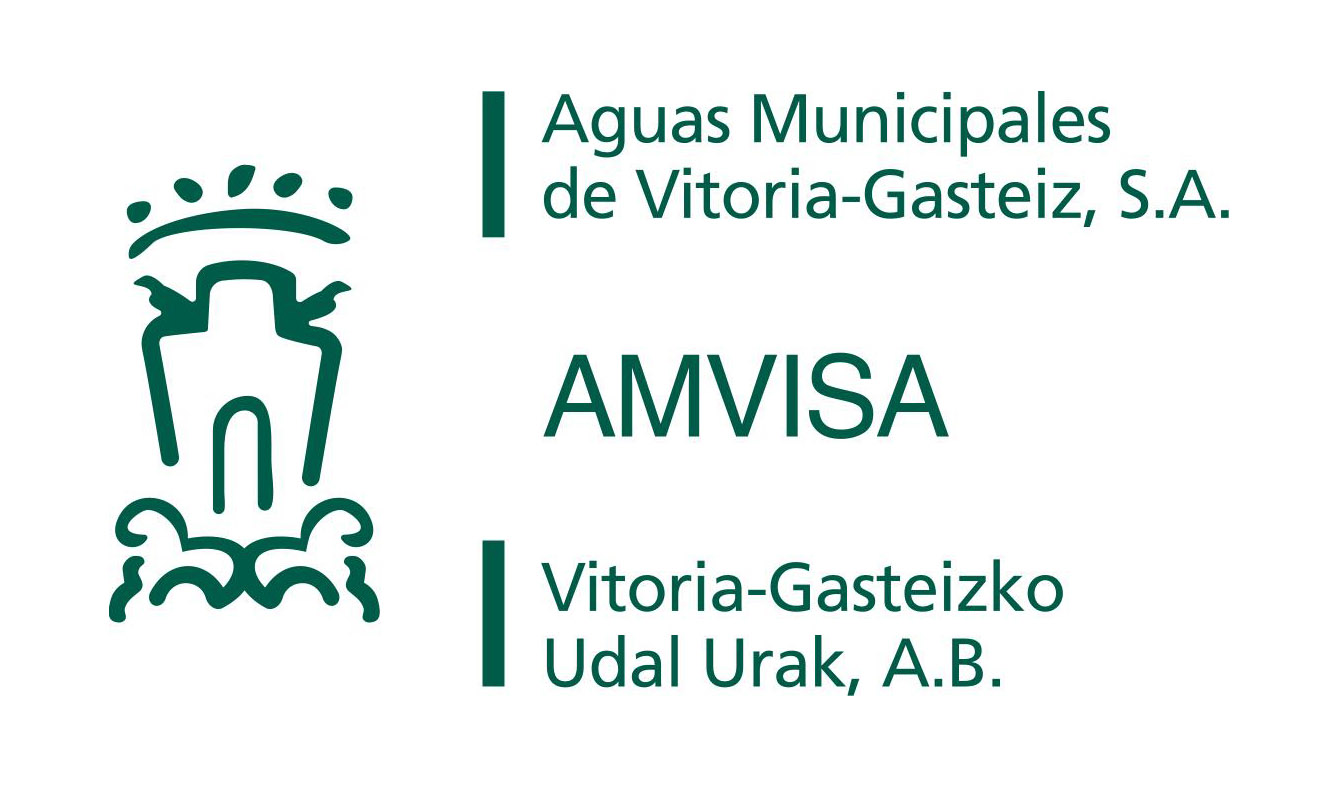 Aguas Municipales
de Vitoria-Gasteiz, S.A.
AMVISA
Vitoria-Gasteizko
Udal Urak, A.B.